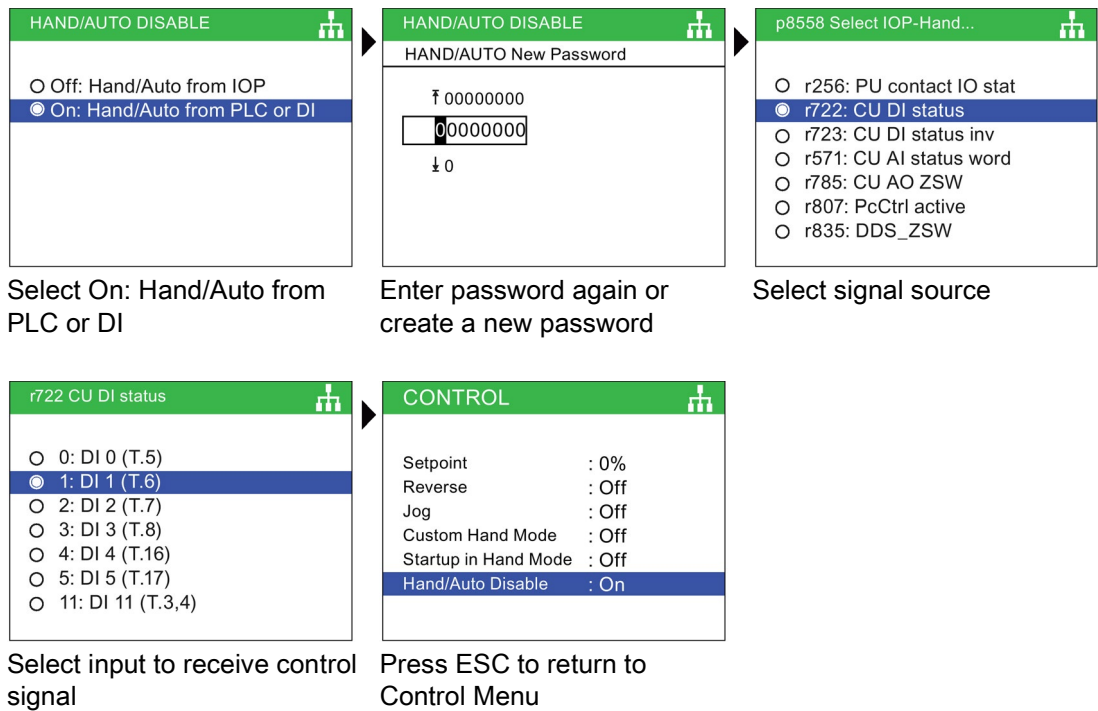 HAND/AUTO DISABLE
Off: Hand/Auto from IOP
On: Hand/Auto from PLC or DI
Select On: Hand/Auto from
PLC or DI
HAND/AUTO DISABLE
HAND/AUTO New Password
00000000
00000000
0
Enter password again or
create a new password
p8558 Select IOP-Hand...
r256: PU contact IO stat
r722: CU DI status
r723: CU DI status inv
r571: CU AI status word
r785: CU AO ZSW
r807: PcCtrl active
r835: DDS_ZSW
Select signal source
r722 CU DI status
0: DI 0 (T.5)
1: DI 1 (T.6)
2: DI 2 (T.7)
3: DI 3 (T.8)
4: DI 4 (T.16)
5: DI 5 (T.17)
11: DI 11 (T.3,4)
Select input to receive control
signal
CONTROL
Setpoint : 0%
Reverse : Off
Jog : Off
Custom Hand Mode : Off
Startup in Hand Mode : Off
Hand/Auto Disable : On
Press ESC to return to
Control Menu